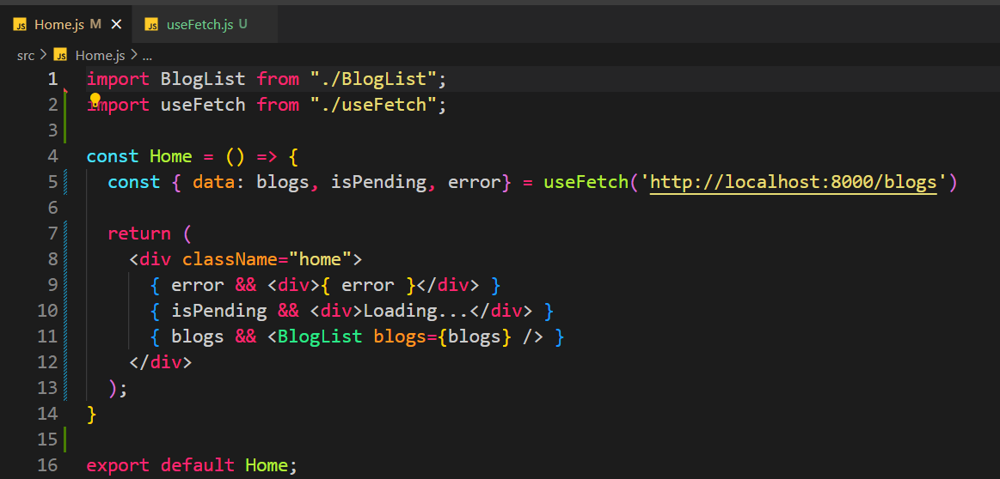 JS Home.js M × JS useFetch.js U
src > JS Home.js > ...
1 import BlogList from "./BlogList";
2 import useFetch from "./useFetch";
3
4 const Home = () => {
5   const { data: blogs, isPending, error} = useFetch('http://localhost:8000/blogs')
6
7   return (
8     <div className="home">
9       { error && <div>{ error }</div> }
10       { isPending && <div>Loading...</div> }
11       { blogs && <BlogList blogs={blogs} /> }
12     </div>
13   );
14 }
15
16 export default Home;